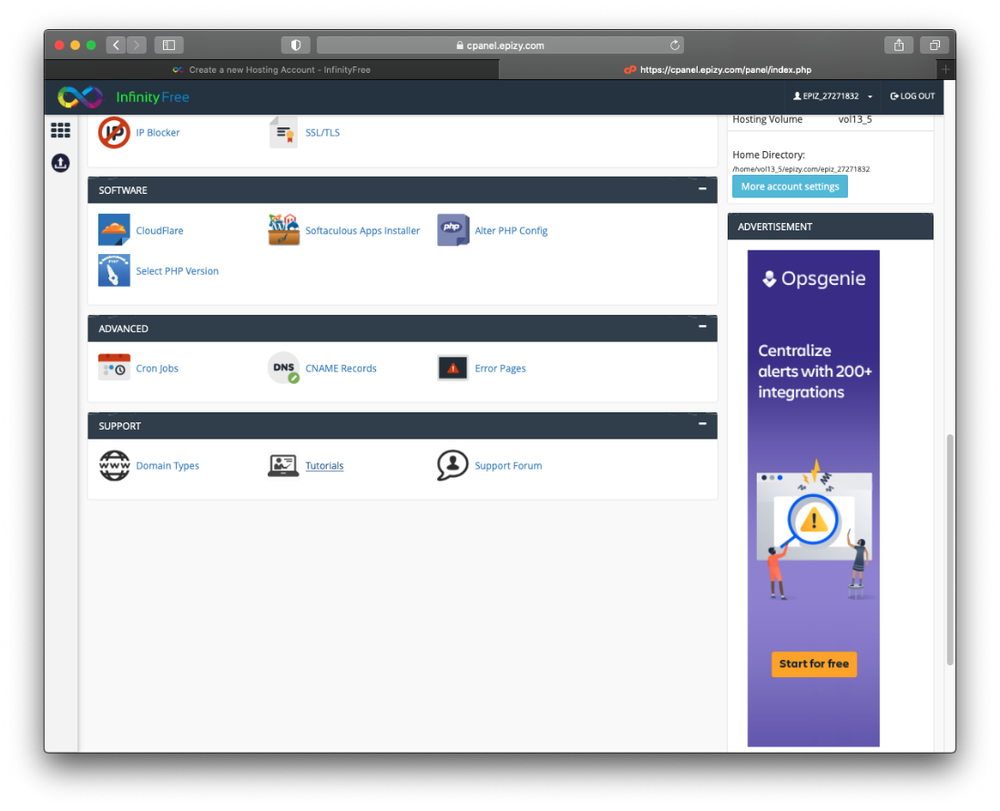 cpanel.epizy.com
Create a new Hosting Account - InfinityFree
https://cpanel.epizy.com/panel/index.php
InfinityFree
EPIZ_27271832
LOG OUT
IP Blocker
SSL/TLS
SOFTWARE
CloudFlare
Softaculous Apps Installer
Alter PHP Config
Select PHP Version
ADVANCED
Cron Jobs
DNS
CNAME Records
Error Pages
SUPPORT
www
Domain Types
Tutorials
Support Forum
Hosting Volume vol13_5
Home Directory:
/home/vol13_5/epizy.com/epiz_27271832
More account settings
ADVERTISEMENT
Opsgenie
Centralize
alerts with 200+
integrations
Start for free